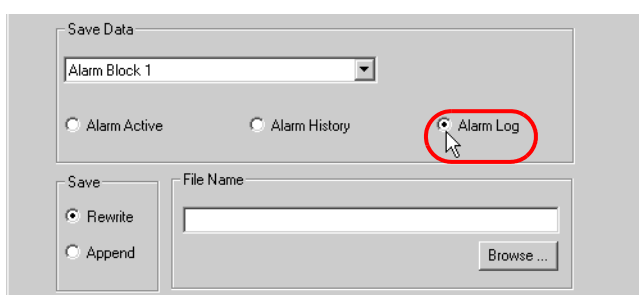 Save Data
Alarm Block 1
Alarm Active Alarm History Alarm Log
Save File Name
Rewrite
Append Browse ...